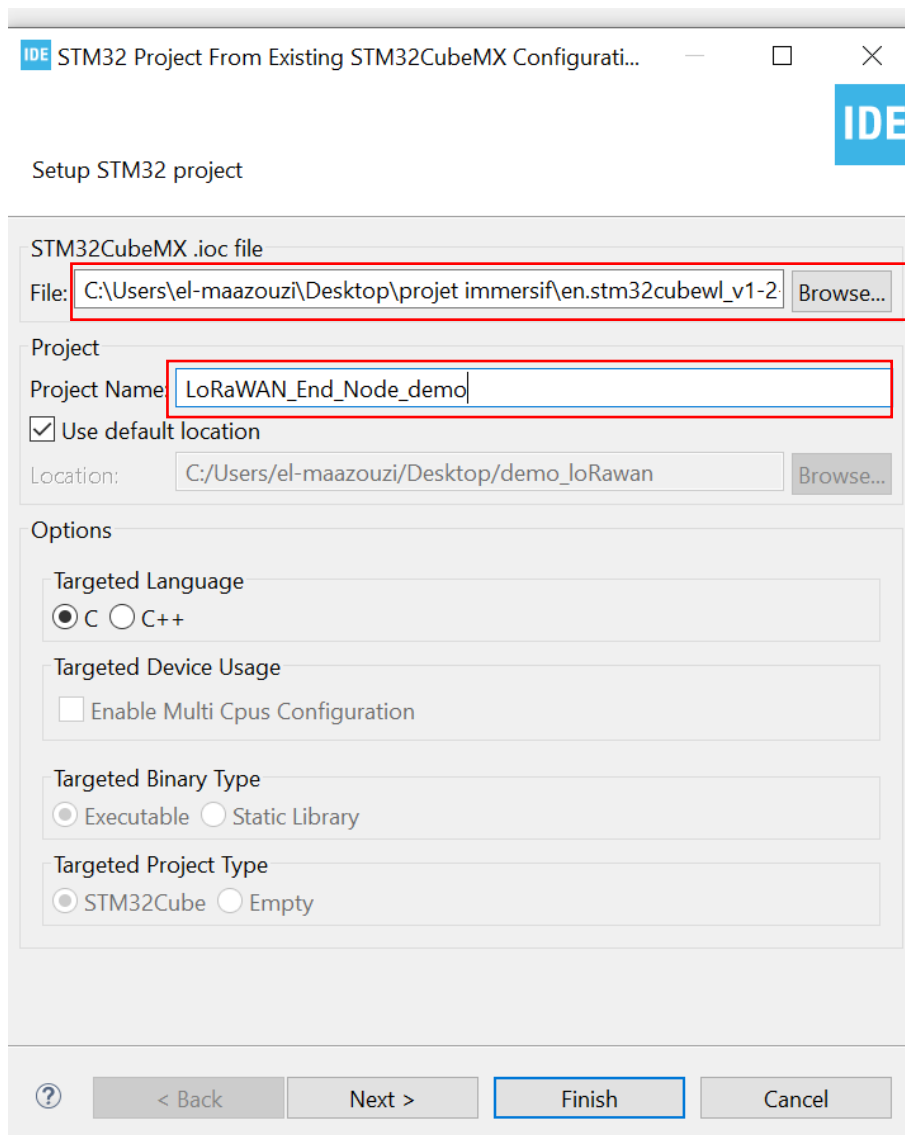 IDE STM32 Project From Existing STM32CubeMX Configurati...
IDE
Setup STM32 project
STM32CubeMX .ioc file
File: C:\Users\el-maazouzi\Desktop\projet immersif\en.stm32cubewl_v1-2 Browse...
Project
Project Name: LoRaWAN_End_Node_demo
Use default location
Location: C:/Users/el-maazouzi/Desktop/demo_loRawan Browse...
Options
Targeted Language
C C++
Targeted Device Usage
Enable Multi Cpus Configuration
Targeted Binary Type
Executable Static Library
Targeted Project Type
STM32Cube Empty
? < Back Next > Finish Cancel